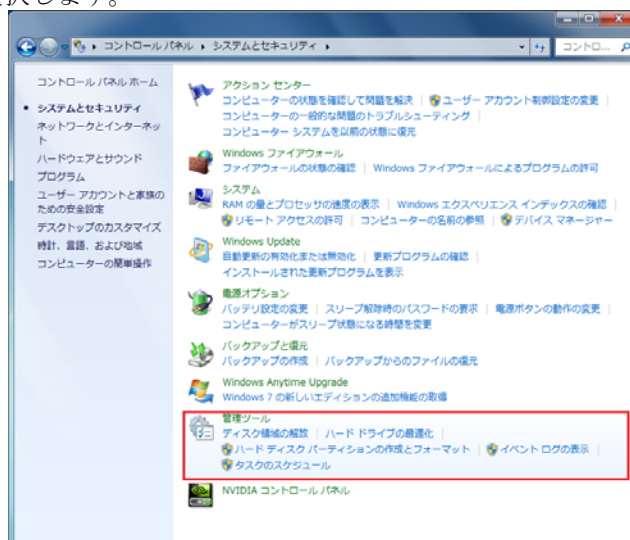 択します。
コントロール パネル ▸ システムとセキュリティ ▸
コントロ...
コントロール パネル ホーム
システムとセキュリティ
ネットワークとインターネット
ハードウェアとサウンド
プログラム
ユーザー アカウントと家族の
ための安全設定
デスクトップのカスタマイズ
時計、言語、および地域
コンピューターの簡単操作
アクション センター
コンピューターの状態を確認して問題を解決 | ユーザー アカウント制御設定の変更 |
コンピューターの一般的な問題のトラブルシューティング |
コンピューター システムを以前の状態に復元
Windows ファイアウォール
ファイアウォールの状態の確認 | Windows ファイアウォールによるプログラムの許可
システム
RAM の量とプロセッサの速度の表示 | Windows エクスペリエンス インデックスの確認 |
リモート アクセスの許可 | コンピューターの名前の参照 | デバイス マネージャー
Windows Update
自動更新の有効化または無効化 | 更新プログラムの確認 |
インストールされた更新プログラムを表示
電源オプション
バッテリ設定の変更 | スリープ解除時のパスワードの要求 | 電源ボタンの動作の変更 |
コンピューターがスリープ状態になる時間を変更
バックアップと復元
バックアップの作成 | バックアップからのファイルの復元
Windows Anytime Upgrade
Windows 7 の新しいエディションの追加機能の取得
管理ツール
ディスク領域の解放 | ハード ドライブの最適化 |
ハード ディスク パーティションの作成とフォーマット | イベント ログの表示 |
タスクのスケジュール
NVIDIA コントロール パネル